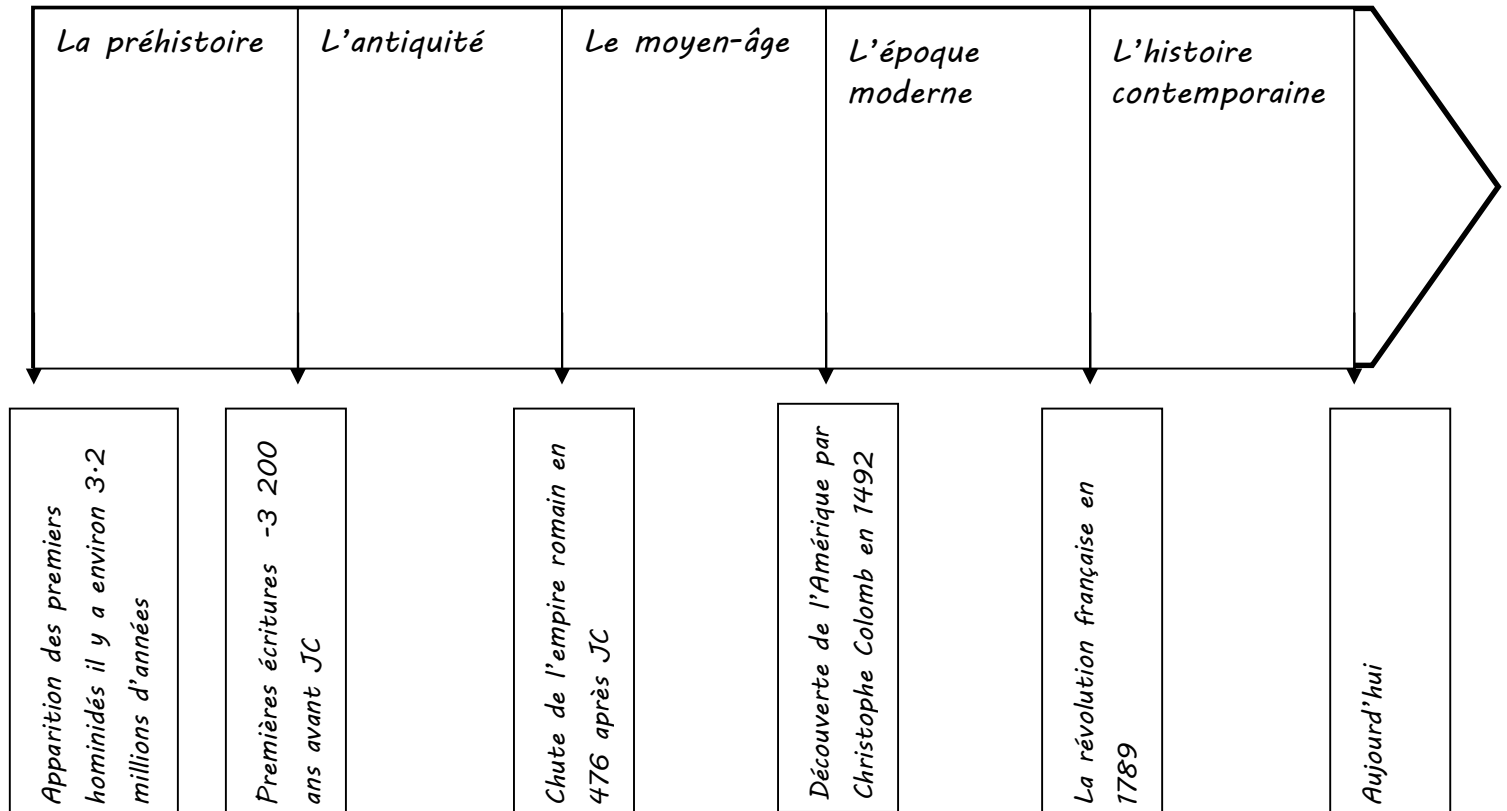 La préhistoire
L'antiquité
Le moyen-âge
L'époque
moderne
L'histoire
contemporaine
Apparition des premiers
hominidés il y a environ 3.2
millions d'années
Premières écritures -3 200
ans avant JC
Chute de l'empire romain en
476 après JC
Découverte de l'Amérique par
Christophe Colomb en 1492
La révolution française en
1789
Aujourd'hui